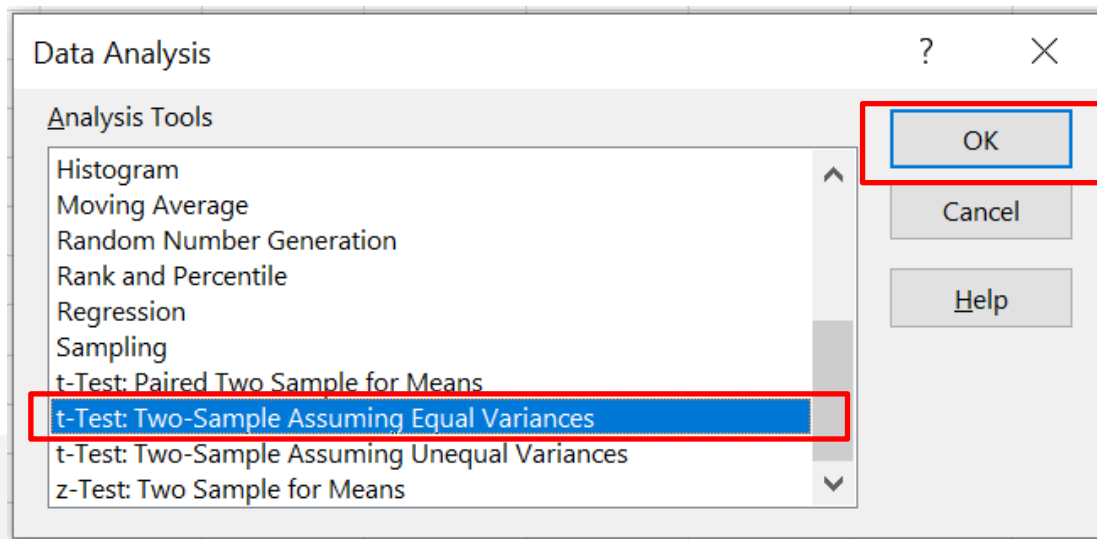 Data Analysis
?
Analysis Tools
OK
Histogram
Moving Average
Cancel
Random Number Generation
Rank and Percentile
Help
Regression
Sampling
t-Test: Paired Two Sample for Means
t-Test: Two-Sample Assuming Equal Variances
t-Test: Two-Sample Assuming Unequal Variances
z-Test: Two Sample for Means